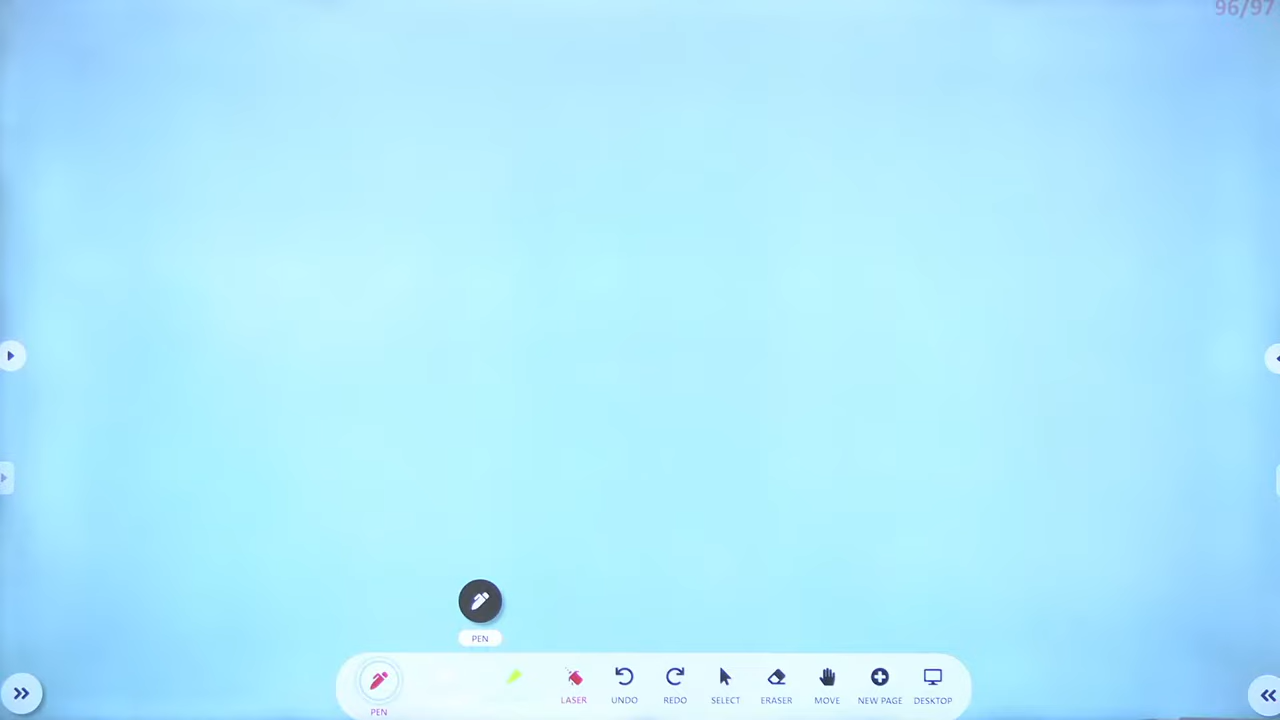 96/97
PEN
PEN
LASER
UNDO
REDO
SELECT
ERASER
MOVE
NEW PAGE
DESKTOP